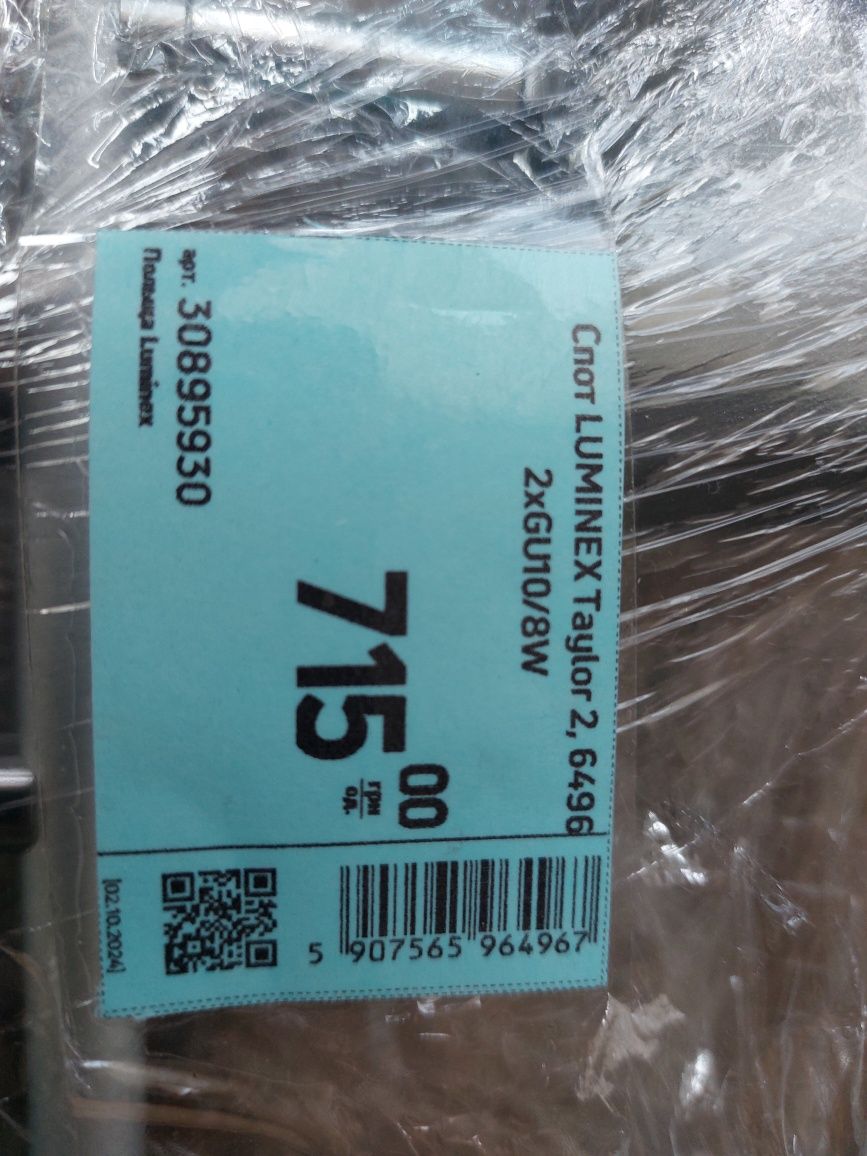 Спот LUMINEX Taylor 2, 6496
2xGU10/8W
715 00
грн
од.
арт. 30895930
Польща Luminex
5 907565 964967
[02.10.2024]